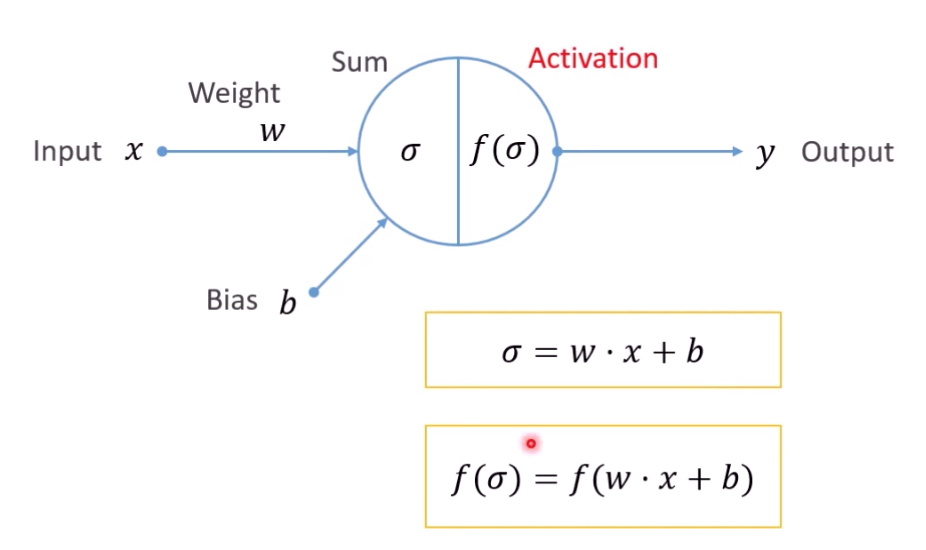 Sum
Activation
Weight
w
Input x
σ
f(σ)
y Output
Bias b
σ = w · x + b
f(σ) = f(w · x + b)